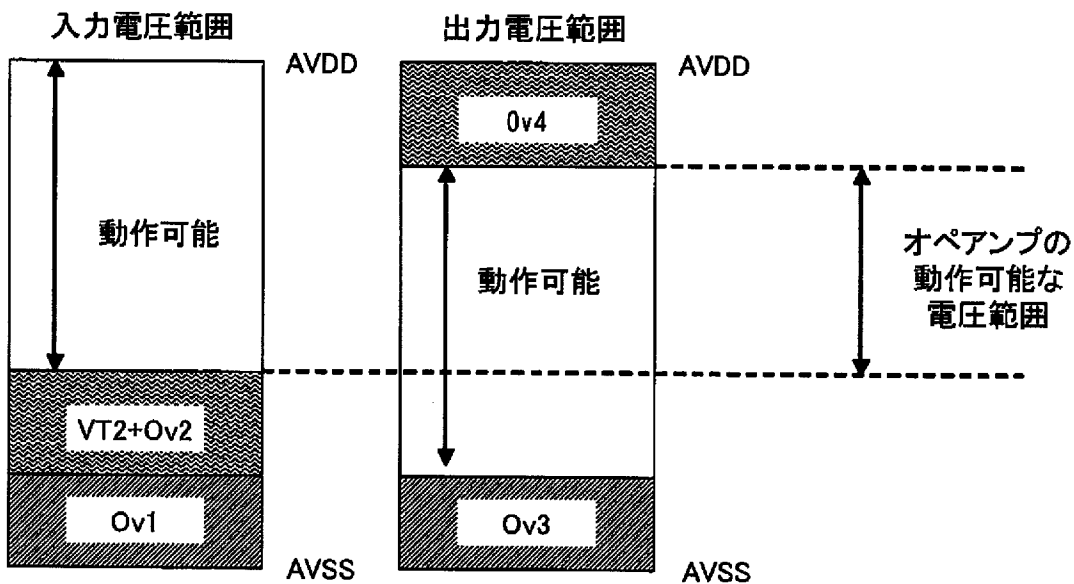 入力電圧範囲
出力電圧範囲
AVDD
AVDD
0v4
動作可能
動作可能
オペアンプの
動作可能な
電圧範囲
VT2+Ov2
Ov1
Ov3
AVSS
AVSS